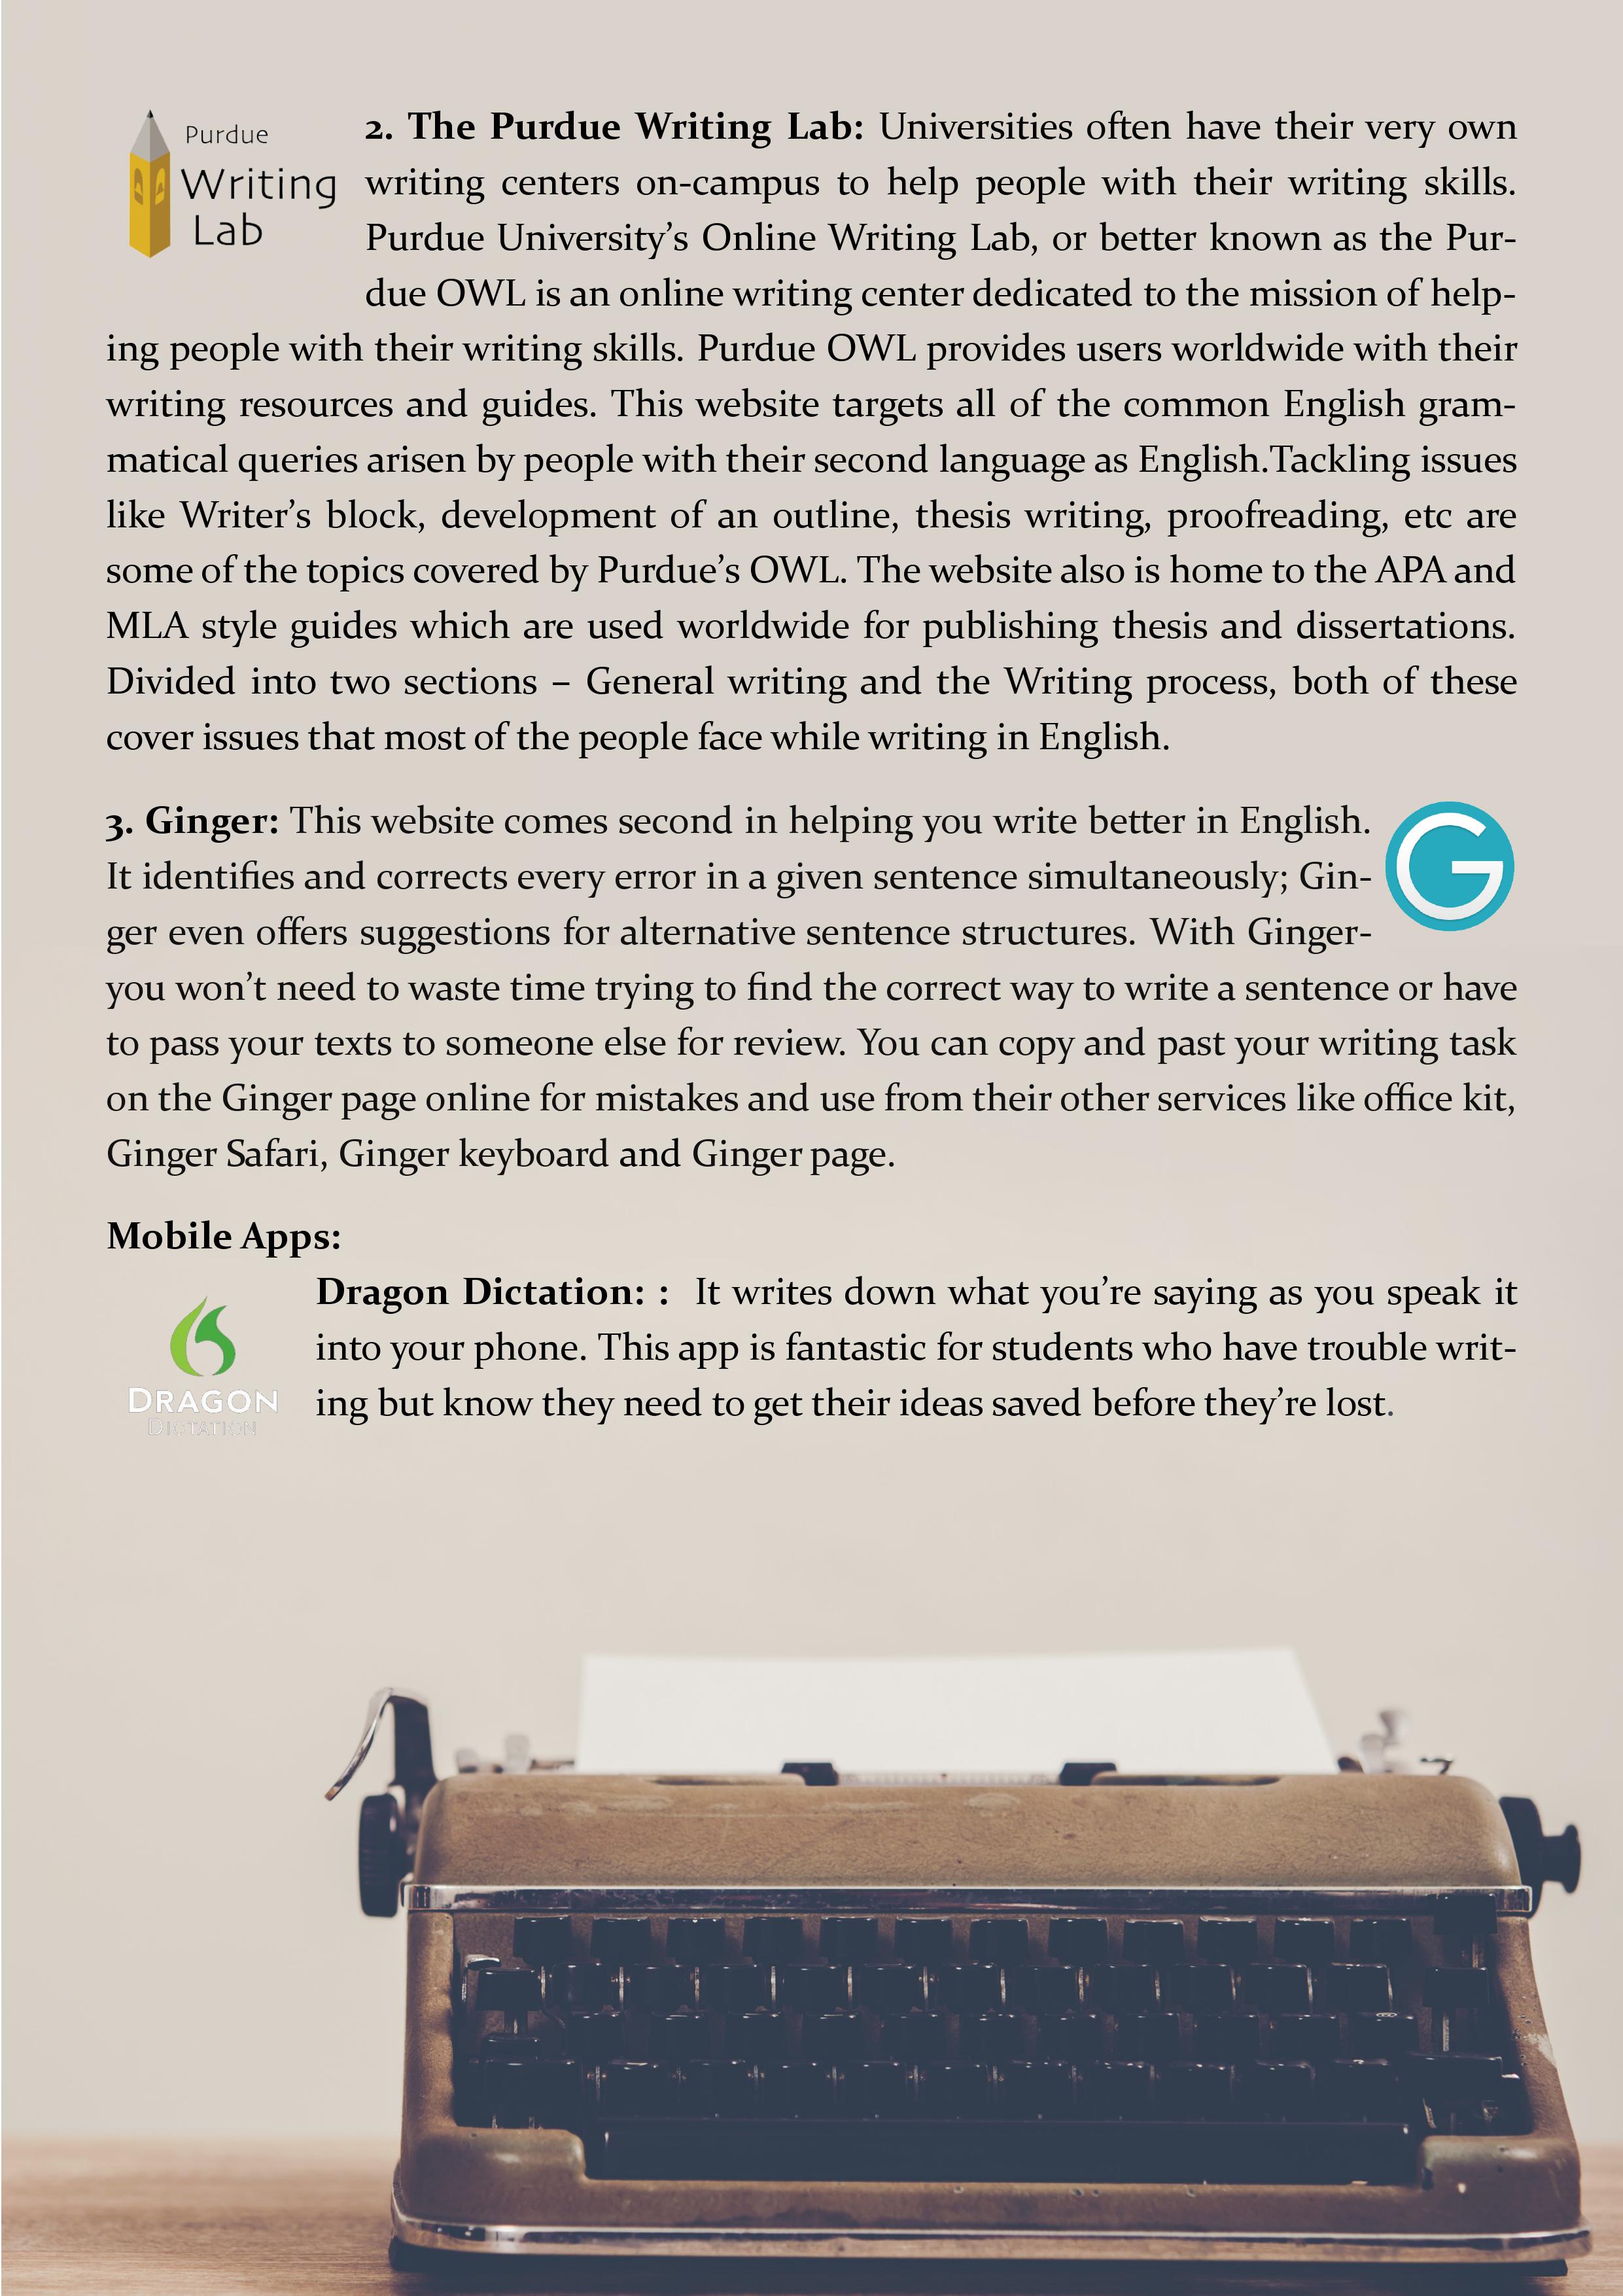 Purdue
Writing
Lab
2. The Purdue Writing Lab: Universities often have their very own
writing centers on-campus to help people with their writing skills.
Purdue University’s Online Writing Lab, or better known as the Pur-
due OWL is an online writing center dedicated to the mission of help-
ing people with their writing skills. Purdue OWL provides users worldwide with their
writing resources and guides. This website targets all of the common English gram-
matical queries arisen by people with their second language as English.Tackling issues
like Writer’s block, development of an outline, thesis writing, proofreading, etc are
some of the topics covered by Purdue’s OWL. The website also is home to the APA and
MLA style guides which are used worldwide for publishing thesis and dissertations.
Divided into two sections – General writing and the Writing process, both of these
cover issues that most of the people face while writing in English.
3. Ginger: This website comes second in helping you write better in English.
It identifies and corrects every error in a given sentence simultaneously; Gin-
ger even offers suggestions for alternative sentence structures. With Ginger-
you won’t need to waste time trying to find the correct way to write a sentence or have
to pass your texts to someone else for review. You can copy and past your writing task
on the Ginger page online for mistakes and use from their other services like office kit,
Ginger Safari, Ginger keyboard and Ginger page.
G
Mobile Apps:
Dragon Dictation: : It writes down what you’re saying as you speak it
into your phone. This app is fantastic for students who have trouble writ-
ing but know they need to get their ideas saved before they’re lost.
DRAGON
DICTATION